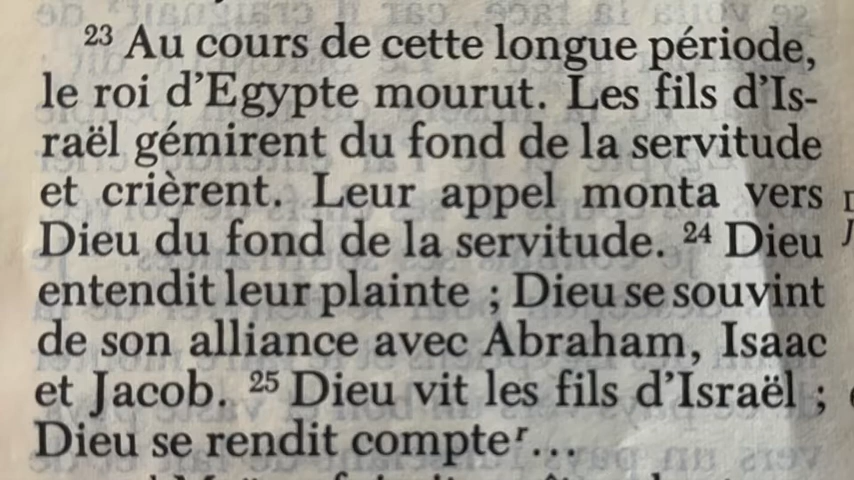 ²³ Au cours de cette longue période,
le roi d'Egypte mourut. Les fils d'Is-
raël gémirent du fond de la servitude
et crièrent. Leur appel monta vers
Dieu du fond de la servitude. ²⁴ Dieu
entendit leur plainte ; Dieu se souvint
de son alliance avec Abraham, Isaac
et Jacob. ²⁵ Dieu vit les fils d'Israël ;
Dieu se rendit compteʳ...